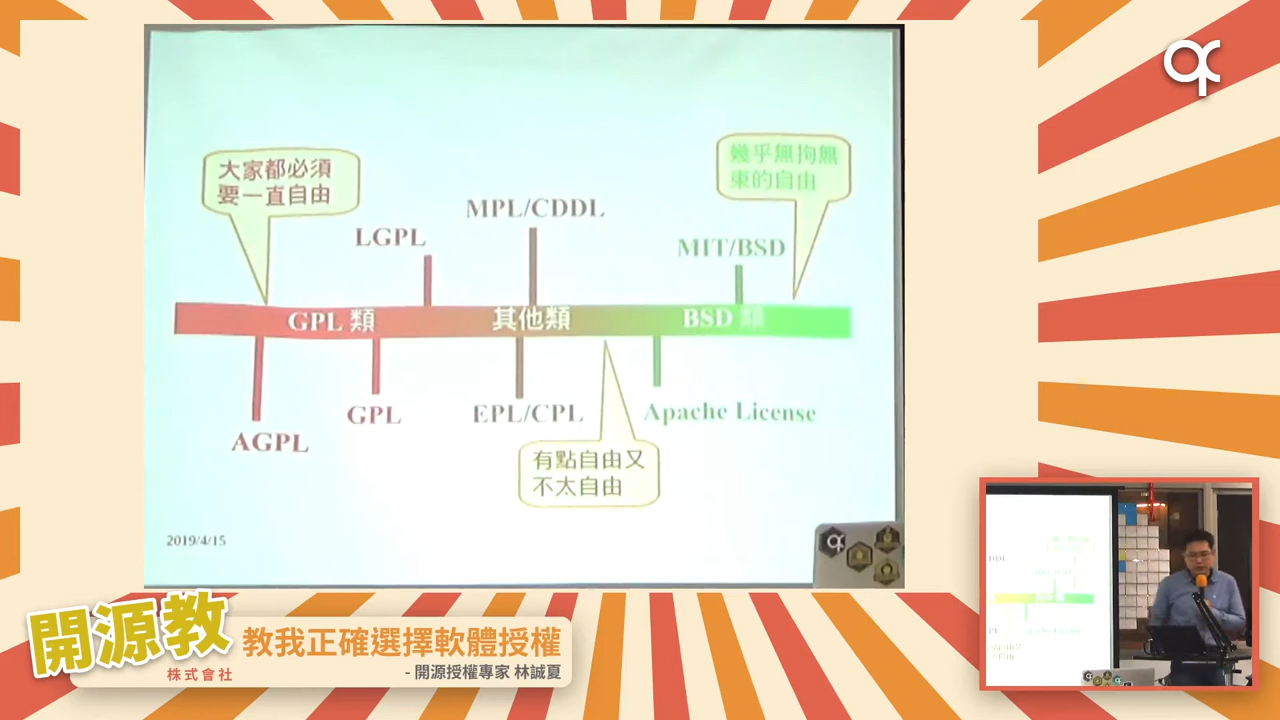 大家都必須
要一直自由
幾乎無拘無
束的自由
MPL/CDDL
LGPL
MIT/BSD
GPL 類
其他類
BSD 類
GPL
EPL/CPL
Apache License
AGPL
有點自由又
不太自由
2019/4/15
開源教
株式會社
教我正確選擇軟體授權
- 開源授權專家 林誠夏